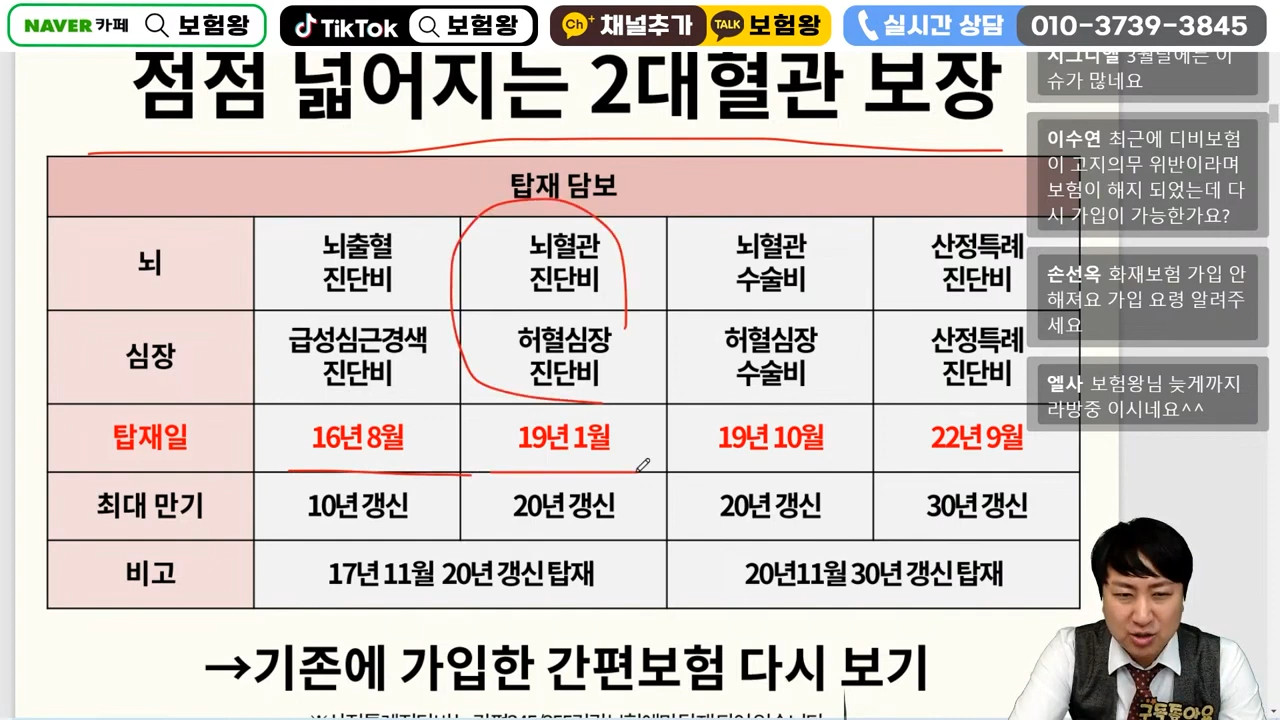 NAVER 카페 보험왕
TikTok 보험왕
Ch+ 채널추가 TALK 보험왕
실시간 상담 010-3739-3845
점점 넓어지는 2대혈관 보장
탑재 담보
뇌
뇌출혈
진단비
뇌혈관
진단비
뇌혈관
수술비
산정특례
진단비
심장
급성심근경색
진단비
허혈심장
진단비
허혈심장
수술비
산정특례
진단비
탑재일 16년 8월 19년 1월 19년 10월 22년 9월
최대 만기 10년 갱신 20년 갱신 20년 갱신 30년 갱신
비고 17년 11월 20년 갱신 탑재 20년11월 30년 갱신 탑재
→기존에 가입한 간편보험 다시 보기
3월달에는 이
슈가 많네요
이수연 최근에 디비보험
이 고지의무 위반이라며
보험이 해지 되었는데 다
시 가입이 가능한가요?
손선옥 화재보험 가입 안
해져요 가입 요령 알려주
세요
엘사 보험왕님 늦게까지
라방중 이시네요^^
구독좋아요